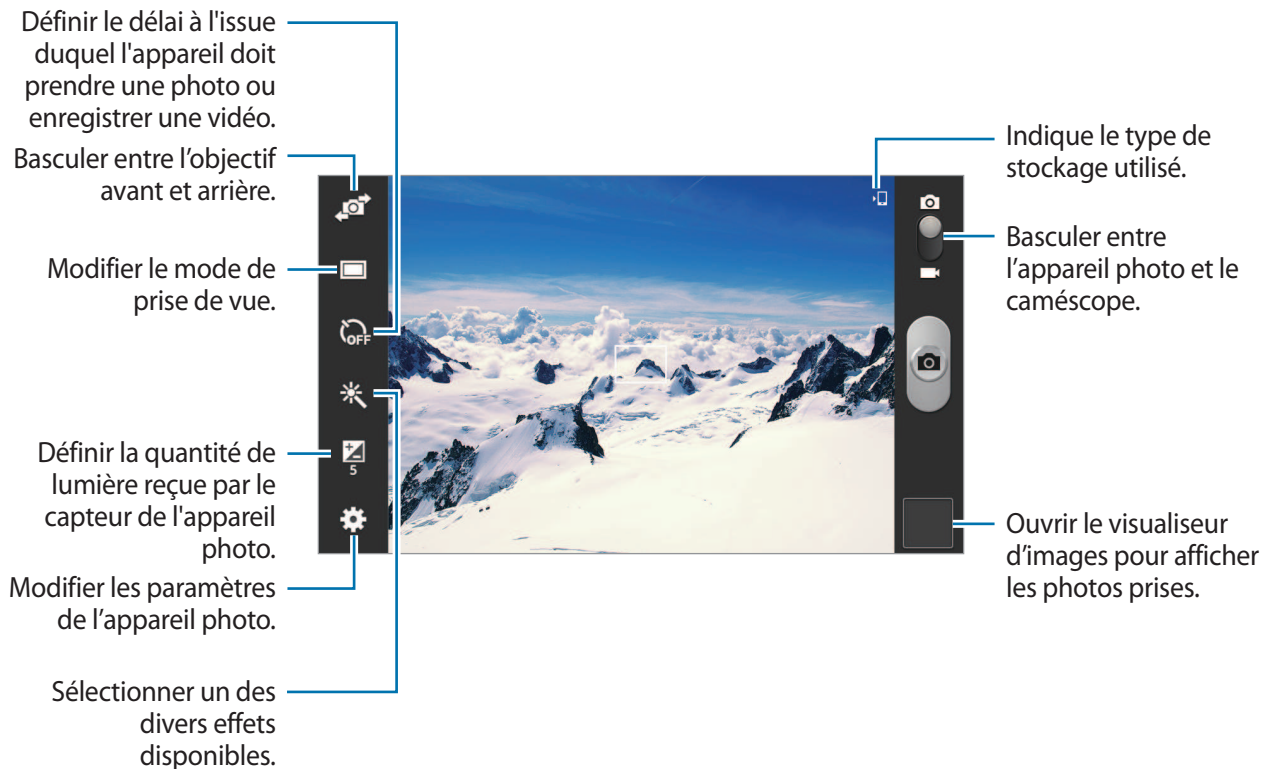 Définir le délai à l'issue
duquel l'appareil doit
prendre une photo ou
enregistrer une vidéo.
Basculer entre l’objectif
avant et arrière.
Modifier le mode de
prise de vue.
Définir la quantité de
lumière reçue par le
capteur de l'appareil
photo.
Modifier les paramètres
de l’appareil photo.
Sélectionner un des
divers effets
disponibles.
OFF
5
Indique le type de
stockage utilisé.
Basculer entre
l’appareil photo et le
caméscope.
Ouvrir le visualiseur
d’images pour afficher
les photos prises.